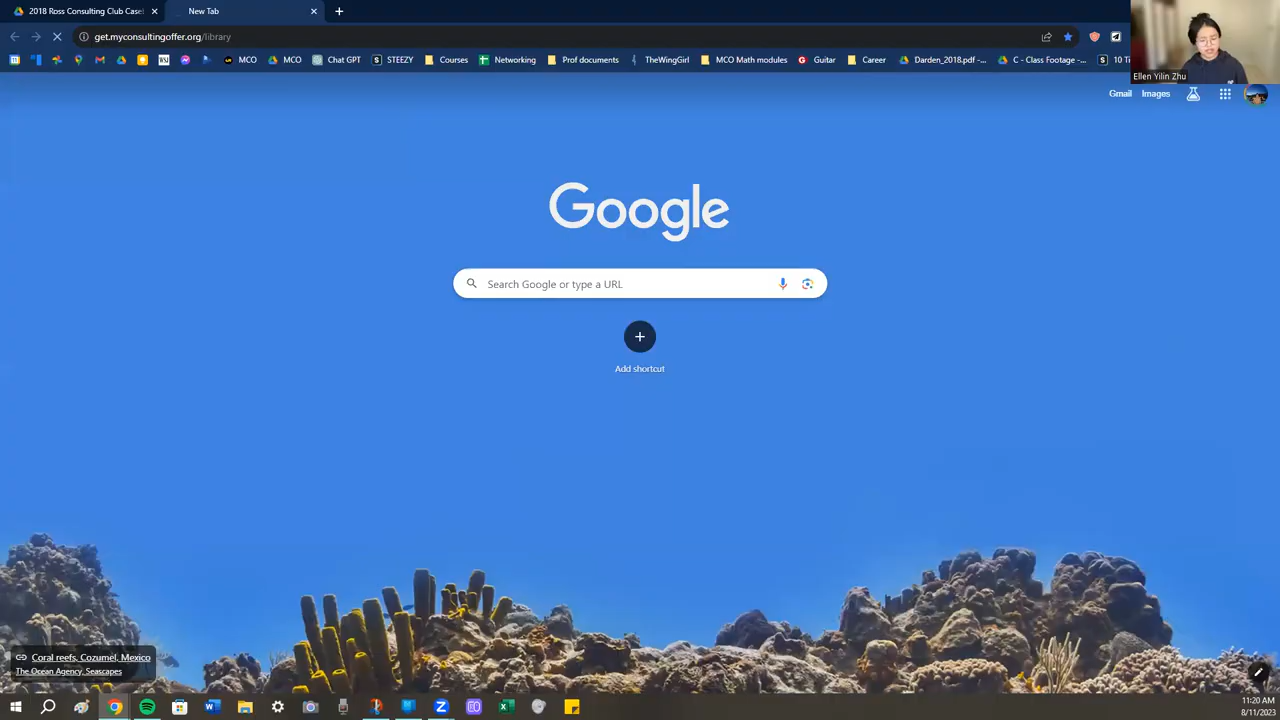 2018 Ross Consulting Club Case
New Tab
get.myconsultingoffer.org/library
WSJ
MCO
MCO
Chat GPT
STEEZY
Courses
Networking
Prof documents
TheWingGirl
MCO Math modules
Guitar
Career
Darden_2018.pdf -...
C - Class Footage -...
10 Ti
Ellen Yilin Zhu
Gmail
Images
Google
Search Google or type a URL
Add shortcut
Coral reefs, Cozumel, Mexico
The Ocean Agency, Seascapes
11:20 AM
8/11/2023